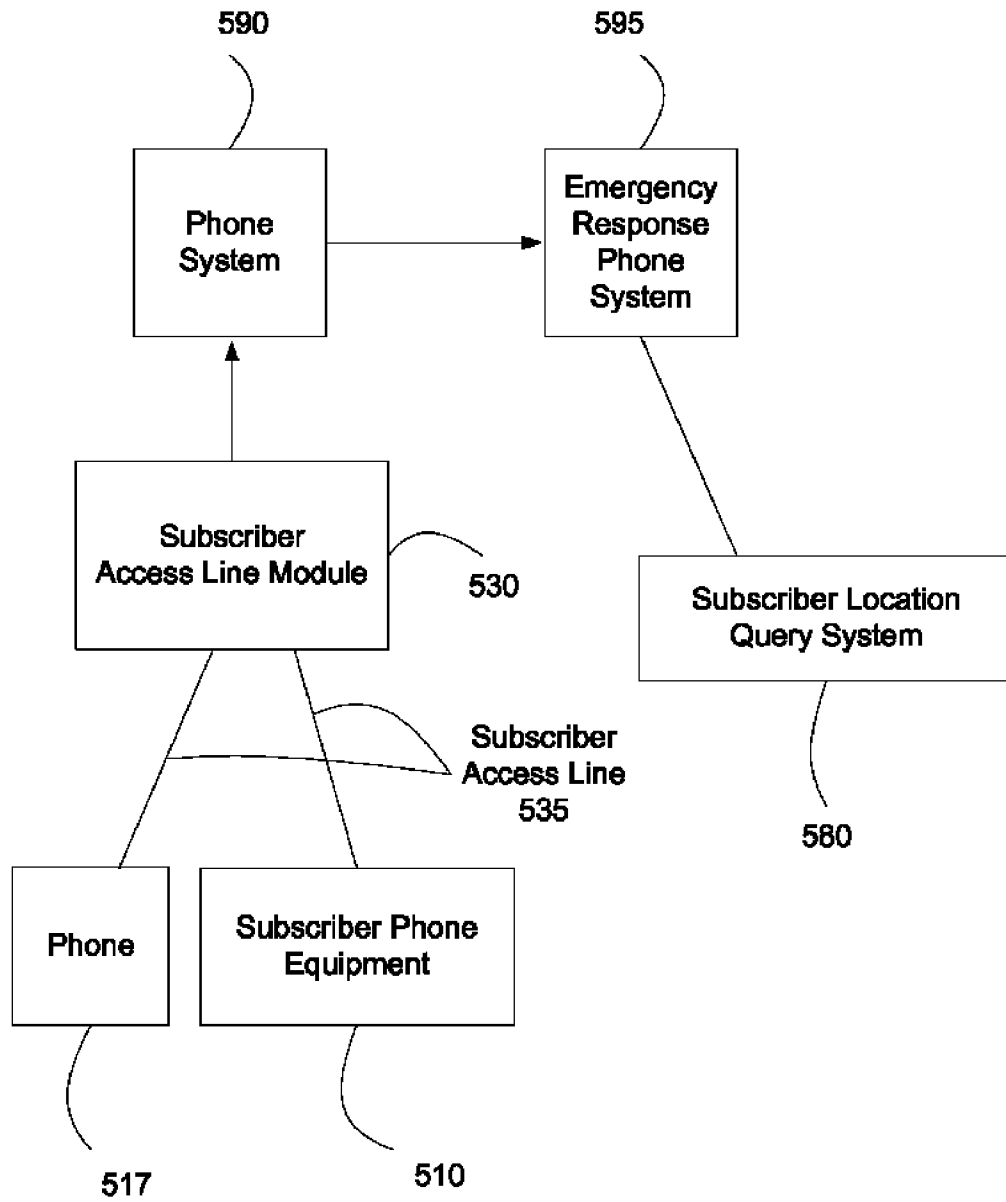 590
595
Phone
System
Emergency
Response
Phone
System
Subscriber
Access Line Module
530
Subscriber Location
Query System
580
Subscriber
Access Line
535
Phone
Subscriber Phone
Equipment
517
510